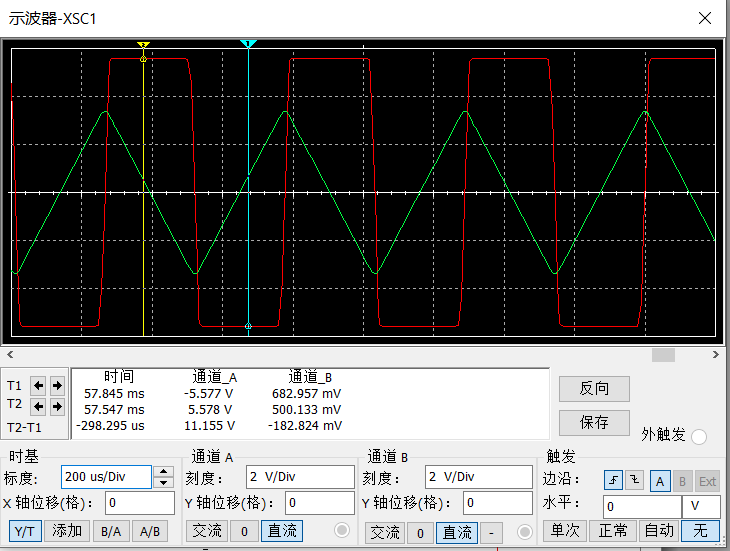 示波器-XSC1
2
1
时间 通道_A 通道_B
T1 57.845 ms -5.577 V 682.957 mV
T2 57.547 ms 5.578 V 500.133 mV
T2-T1 -298.295 us 11.155 V -182.824 mV
反向
保存
外触发
时基
标度： 200 us/Div
X 轴位移(格)： 0
Y/T 添加 B/A A/B
通道 A
刻度： 2 V/Div
Y 轴位移(格)： 0
交流 0 直流
通道 B
刻度： 2 V/Div
Y 轴位移(格)： 0
交流 0 直流 -
触发
边沿： A B Ext
水平： 0 V
单次 正常 自动 无